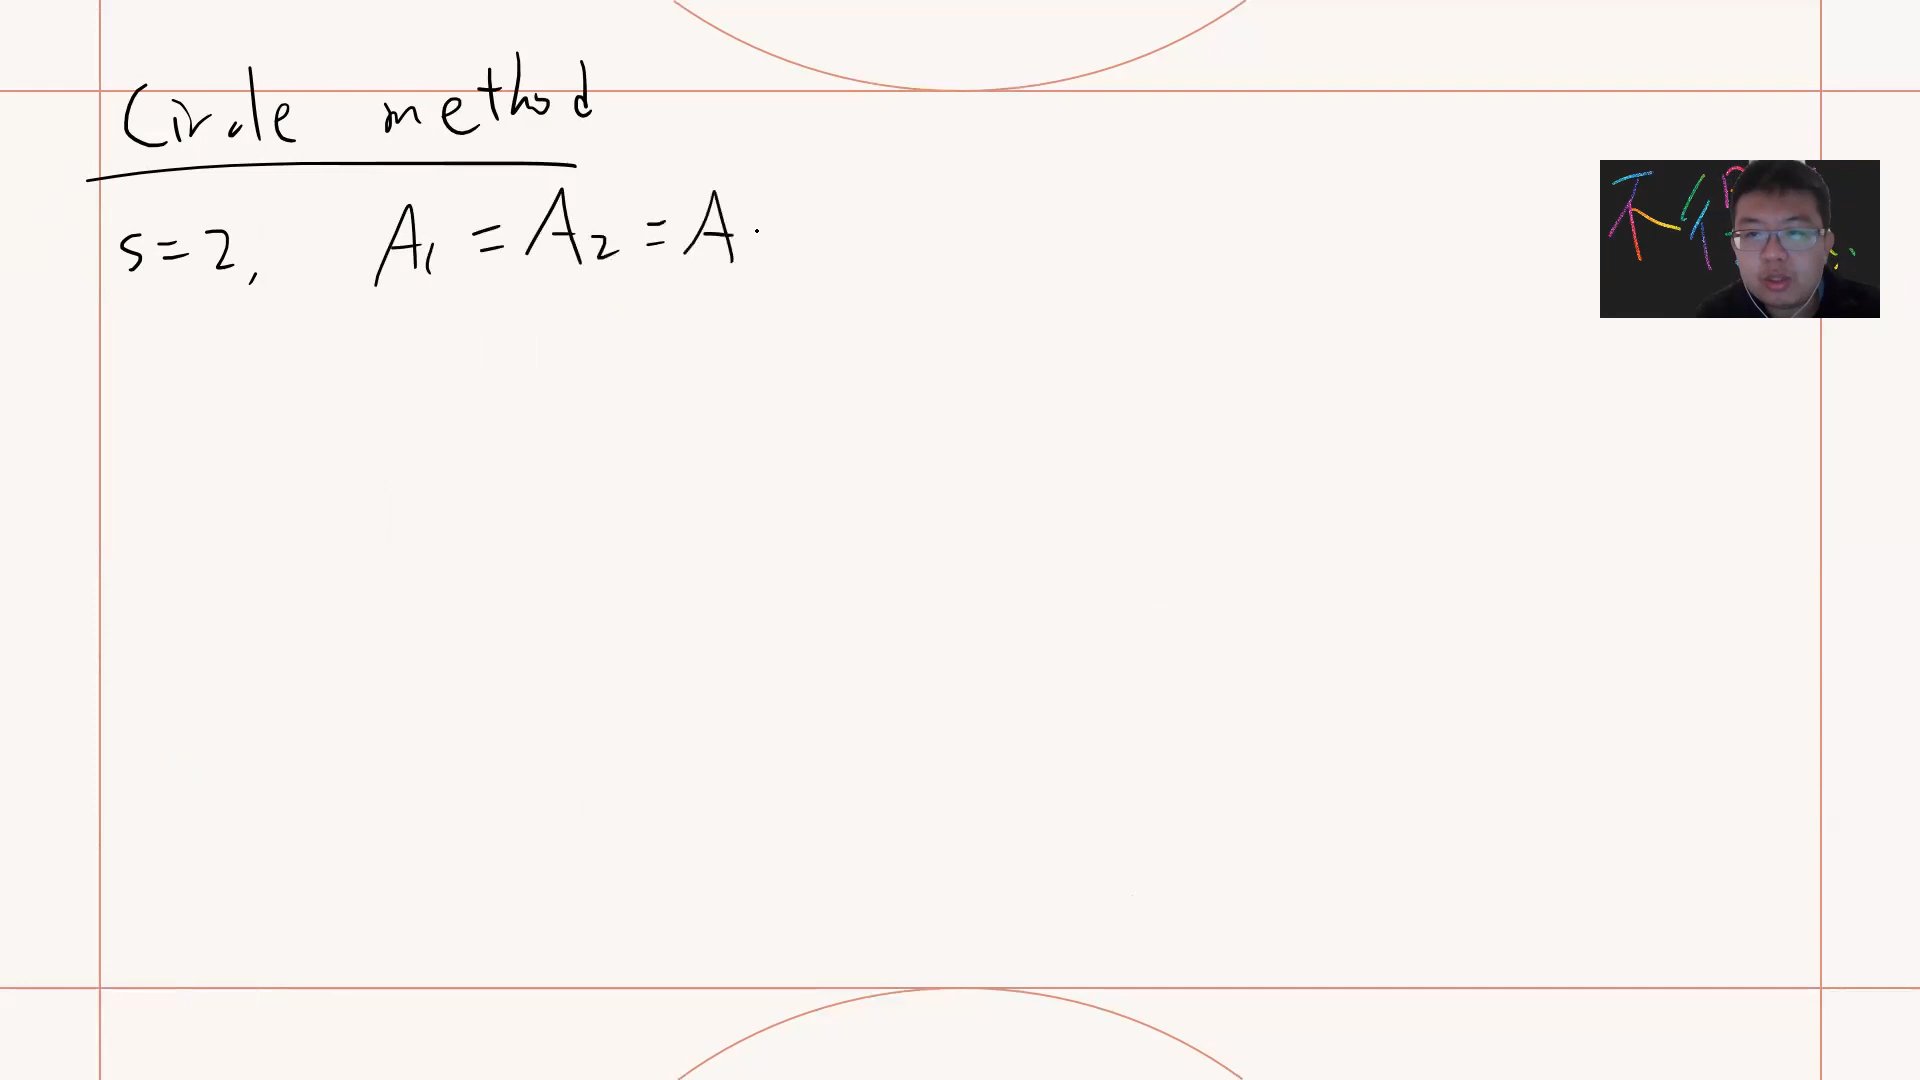 Circle method
s=2, A₁ = A₂ = A.